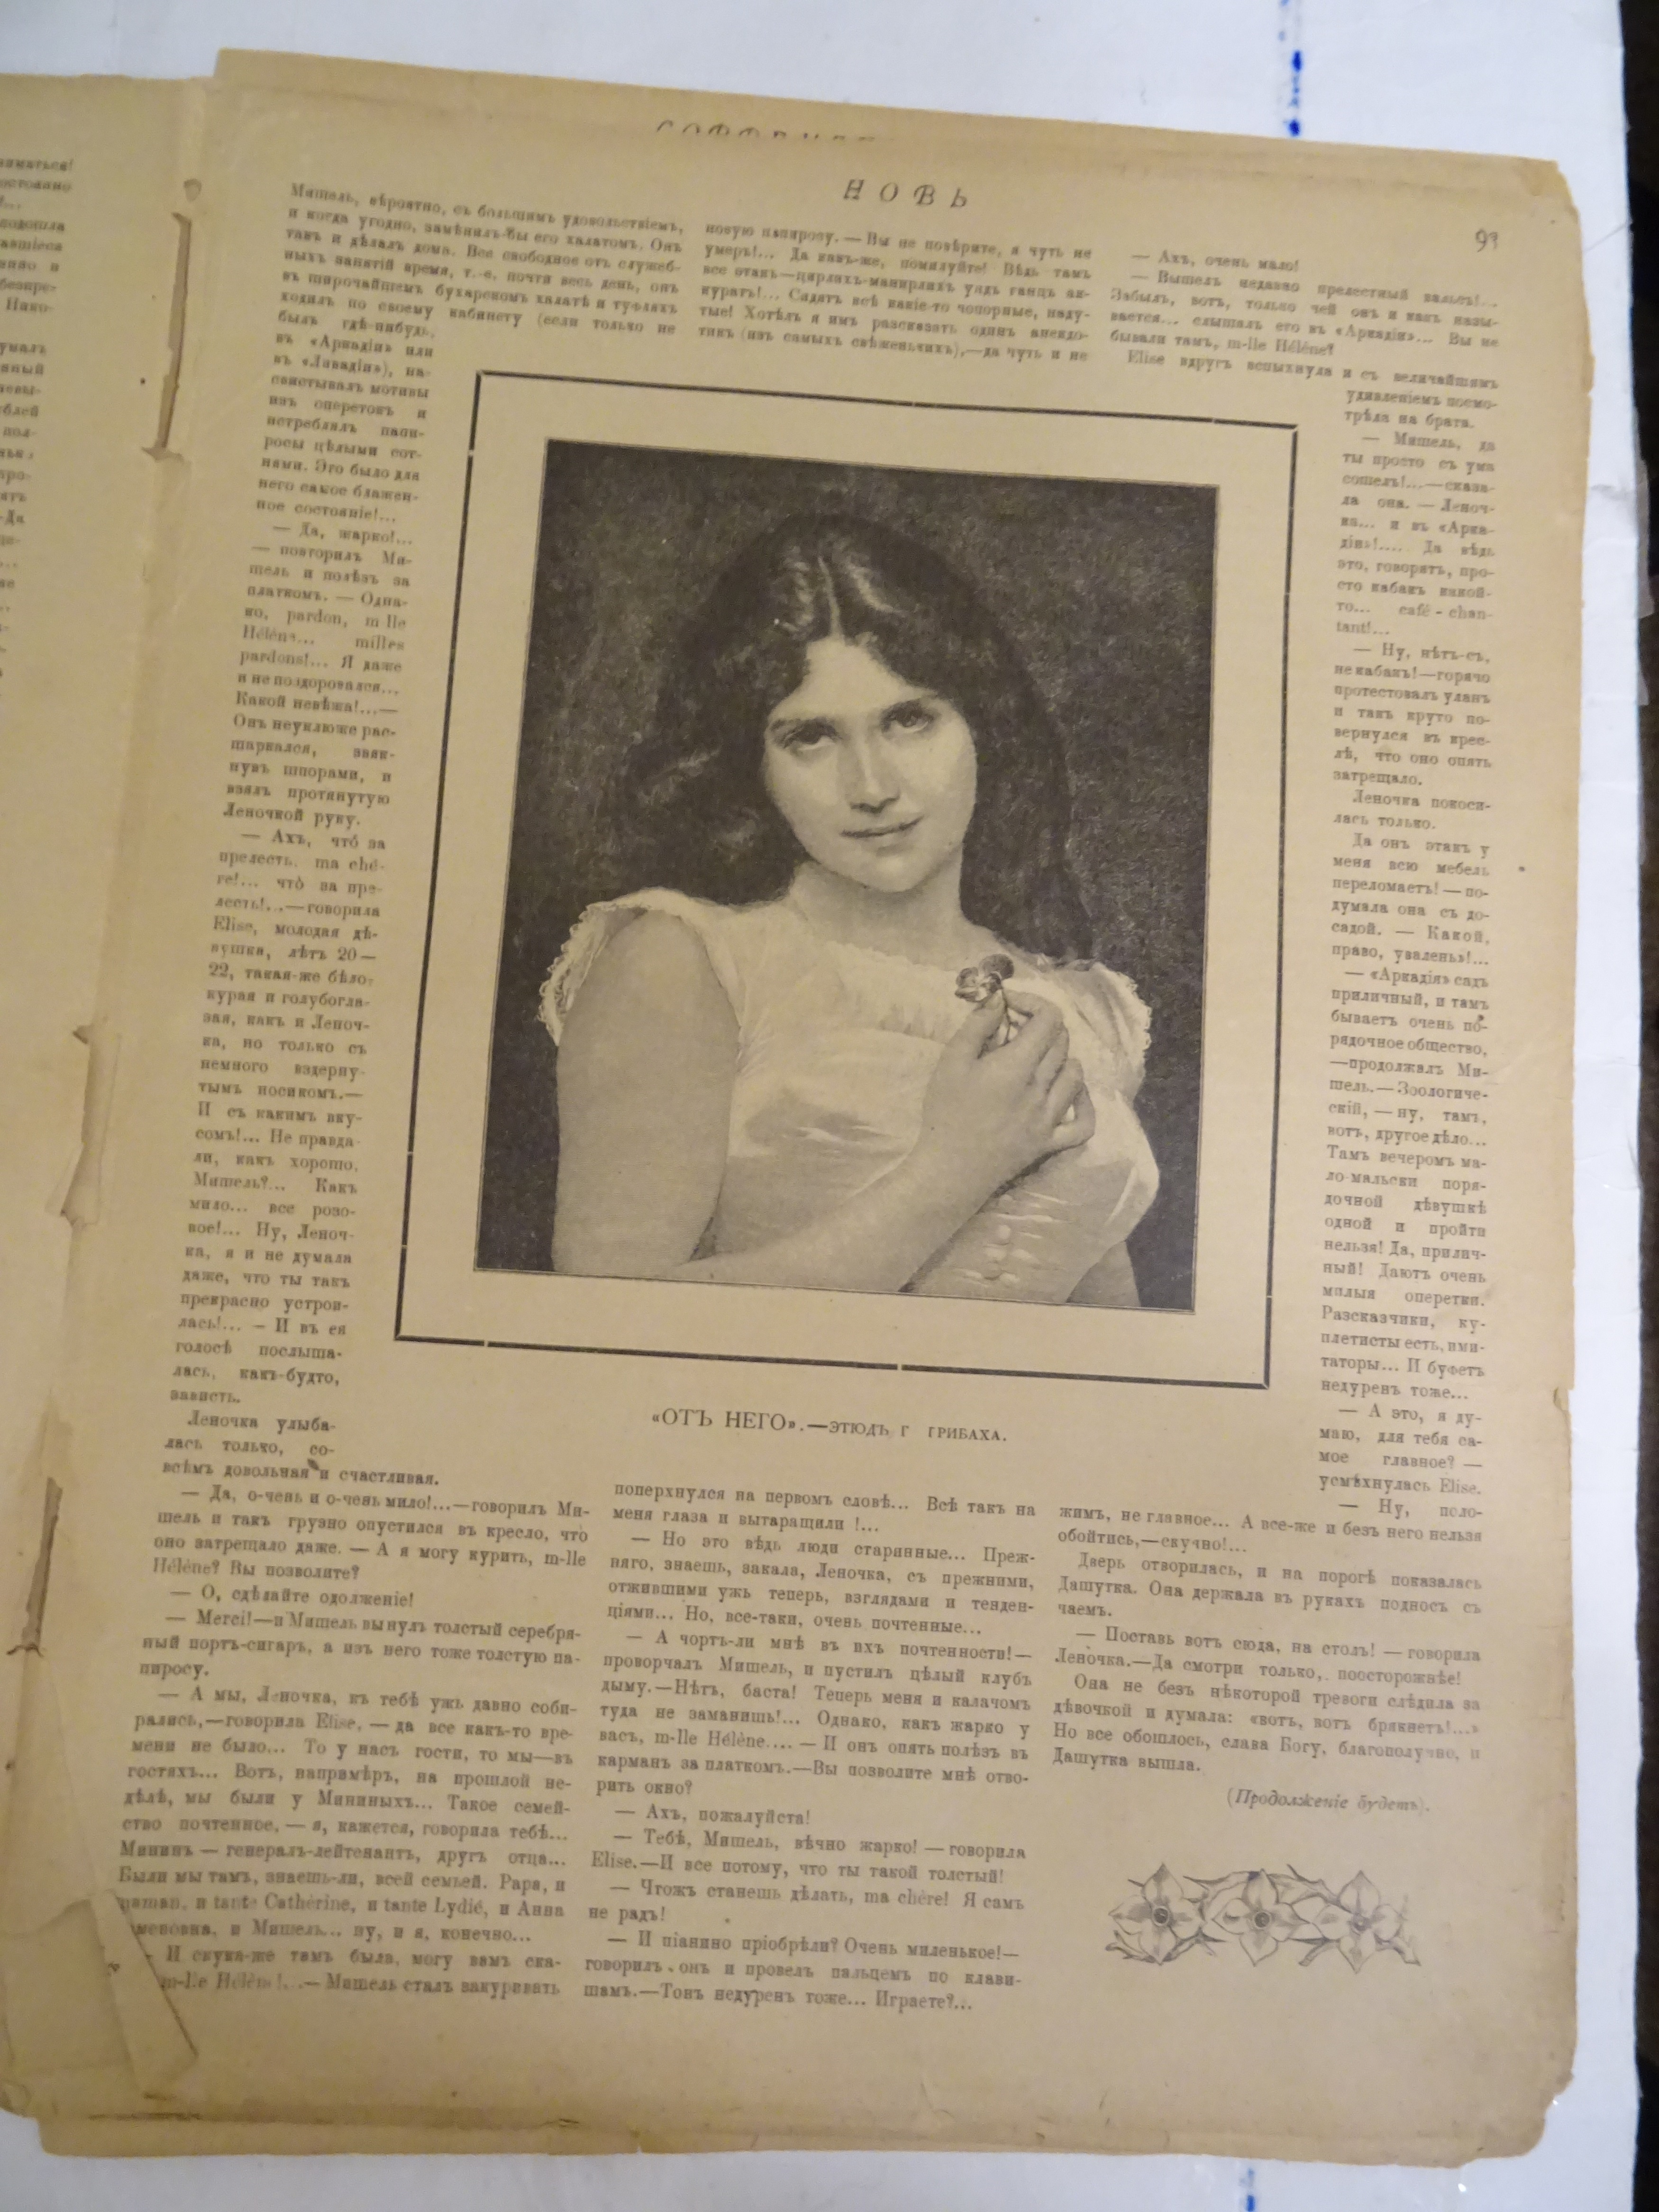 НОВЬ
Мишель, вѣроятно, съ большимъ удовольствіемъ,
и когда угодно, замѣнилъ-бы его халатомъ. Онъ
такъ и дѣлалъ дома. Все свободное отъ служеб-
ныхъ занятій время, т.-е. почти весь день, онъ
въ широчайшемъ бухарскомъ халатѣ и туфляхъ
ходилъ по своему кабинету (если только не
былъ гдѣ-нибудь,
въ «Аркадіи» или
въ «Ливадіи»), на-
свистывалъ мотивы
изъ оперетокъ и
истреблялъ папи-
росы цѣлыми сот-
нями. Это было для
него самое блажен-
ное состояніе!...
— Да, жарко!...
— повторилъ Ми-
шель и полѣзъ за
платкомъ. — Одна-
ко, pardon, m-lle
Hélène... milles
pardons!... Я даже
и не поздоровался...
Какой невѣжа!...—
Онъ неуклюже рас-
шаркался, звяк-
нувъ шпорами, и
взялъ протянутую
Леночкой руку.
— Ахъ, что́ за
прелесть, ma chè-
re!... что̀ за пре-
лесть!...—говорила
Elise, молодая дѣ-
вушка, лѣтъ 20—
22, такая-же бѣло-
курая и голубогла-
зая, какъ и Леноч-
ка, но только съ
немного вздерну-
тымъ носикомъ.—
И съ какимъ вку-
сомъ!... Не правда-
ли, какъ хорошо,
Мишель?... Какъ
мило... все розо-
вое!... Ну, Леноч-
ка, я и не думала
даже, что ты такъ
прекрасно устрои-
лась!... — И въ ея
голосѣ послыша-
лась, какъ-будто,
зависть.
Леночка улыба-
лась только, со-
всѣмъ довольная и счастливая.
— Да, о-чень и о-чень мило!...—говорилъ Ми-
шель и такъ грузно опустился въ кресло, что̀
оно затрещало даже. — А я могу курить, m-lle
Hélène? Вы позволите?
— О, сдѣлайте одолженіе!
— Merci!—и Мишель вынулъ толстый серебря-
ный портъ-сигаръ, а изъ него тоже толстую па-
пиросу.
— А мы, Леночка, къ тебѣ ужъ давно соби-
рались,—говорила Elise, — да все какъ-то вре-
мени не было... То у насъ гости, то мы—въ
гостяхъ... Вотъ, напримѣръ, на прошлой не-
дѣлѣ, мы были у Мининыхъ... Такое семей-
ство почтенное, — я, кажется, говорила тебѣ...
Мининъ — генералъ-лейтенантъ, другъ отца...
Были мы тамъ, знаешь-ли, всей семьей. Papa, и
maman, и tante Cathérine, и tante Lydie, и Анна
и Мишель... ну, и я, конечно...
— И скука-же тамъ была, могу вамъ ска-
m-lle Hélène!...— Мишель сталъ закуривать
новую папиросу. — Вы не повѣрите, я чуть не
умеръ!... Да какъ-же, помилуйте! Вѣдь тамъ
все этакъ—цирлихъ-манирлихъ ундъ ганцъ ак-
куратъ!... Сидятъ всѣ какіе-то чопорные, наду-
тые! Хотѣлъ я имъ разсказать одинъ анекдо-
тикъ (изъ самыхъ свѣженькихъ),—да чуть и не
«ОТЪ НЕГО».—ЭТЮДЪ Г ГРИБАХА.
поперхнулся на первомъ словѣ... Всѣ такъ на
меня глаза и вытаращили !...
— Но это вѣдь люди старинные... Преж-
няго, знаешь, закала, Леночка, съ прежними,
отжившими ужъ теперь, взглядами и тенден-
ціями... Но, все-таки, очень почтенные...
— А чортъ-ли мнѣ въ ихъ почтенности!—
проворчалъ Мишель, и пустилъ цѣлый клубъ
дыму.—Нѣтъ, баста! Теперь меня и калачомъ
туда не заманишь!... Однако, какъ жарко у
васъ, m-lle Hélène.... — И онъ опять полѣзъ въ
карманъ за платкомъ.—Вы позволите мнѣ отво-
рить окно?
— Ахъ, пожалуйста!
— Тебѣ, Мишель, вѣчно жарко! — говорила
Elise.—И все потому, что ты такой толстый!
— Чтожъ станешь дѣлать, ma chère! Я самъ
не радъ!
— И піанино пріобрѣли? Очень миленькое!—
говорилъ онъ и провелъ пальцемъ по клави-
шамъ.—Тонъ недуренъ тоже... Играете?...
— Ахъ, очень мало!
— Вышелъ недавно прелестный вальсъ!...
Забылъ, вотъ, только чей онъ и какъ назы-
вается... слышалъ его въ «Аркадіи»... Вы не
бывали тамъ, m-lle Hélène?
Elise вдругъ вспыхнула и съ величайшимъ
удивленіемъ посмо-
трѣла на брата.
— Мишель, да
ты просто съ ума
сошелъ!...—сказа-
ла она. — Леноч-
ка... и въ «Арка-
діи»!.... Да вѣдь
это, говорятъ, про-
сто кабакъ какой-
то... café - chan-
tant!...
— Ну, нѣтъ-съ,
не кабакъ!—горячо
протестовалъ уланъ
и такъ круто по-
вернулся въ крес-
лѣ, что оно опять
затрещало.
Леночка покоси-
лась только.
Да онъ этакъ у
меня всю мебель
переломаетъ! — по-
думала она съ до-
садой. — Какой,
право, увалень!...
— «Аркадія» садъ
приличный, и тамъ
бываетъ очень по-
рядочное общество,
—продолжалъ Ми-
шель.—Зоологиче-
скій, — ну, тамъ,
вотъ, другое дѣло...
Тамъ вечеромъ ма-
ло-мальски поря-
дочной дѣвушкѣ
одной и пройти
нельзя! Да, прилич-
ный! Даютъ очень
милыя оперетки.
Разсказчики, ку-
плетисты есть, ими-
таторы... И буфетъ
недуренъ тоже...
— А это, я ду-
маю, для тебя са-
мое главное? —
усмѣхнулась Elise.
— Ну, поло-
жимъ, не главное... А все-же и безъ него нельзя
обойтись,—скучно!...
Дверь отворилась, и на порогѣ показалась
Дашутка. Она держала въ рукахъ подносъ съ
чаемъ.
— Поставь вотъ сюда, на столъ! — говорила
Леночка.—Да смотри только, поосторожнѣе!
Она не безъ нѣкоторой тревоги слѣдила за
дѣвочкой и думала: «вотъ, вотъ брякнетъ!...»
Но все обошлось, слава Богу, благополучно, и
Дашутка вышла.
(Продолженіе будетъ).